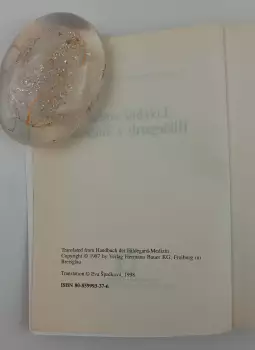 Translated from Handbuch der Hildegard-Medizin
Copyright © 1987 by Verlag Hermann Bauer KG, Freiburg im
Breisgau
Translation © Eva 1998
ISBN 80-859963-37-6